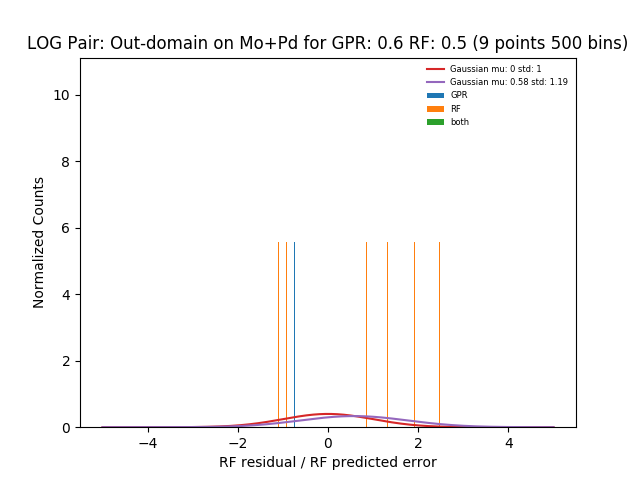 LOG Pair: Out-domain on Mo+Pd for GPR: 0.6 RF: 0.5 (9 points 500 bins)
Gaussian mu: 0 std: 1
Gaussian mu: 0.58 std: 1.19
GPR
RF
both
Normalized Counts
10
8
6
4
2
0
−4
−2
0
2
4
RF residual / RF predicted error